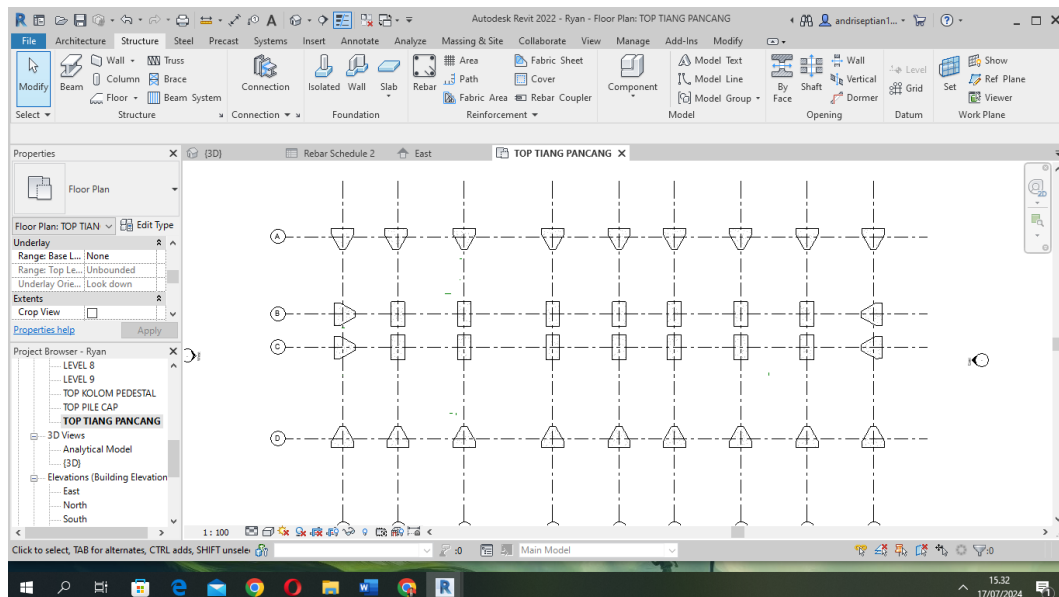 Autodesk Revit 2022 - Ryan - Floor Plan: TOP TIANG PANCANG
andriseptian1...
File Architecture Structure Steel Precast Systems Insert Annotate Analyze Massing & Site Collaborate View Manage Add-Ins Modify
Modify
Beam
Wall
Truss
Column
Brace
Floor
Beam System
Connection
Isolated
Wall
Slab
Rebar
Area
Path
Fabric Area
Fabric Sheet
Cover
Rebar Coupler
Component
Model Text
Model Line
Model Group
By
Face
Shaft
Wall
Vertical
Dormer
Level
Grid
Set
Show
Ref Plane
Viewer
Select Structure Connection Foundation Reinforcement Model Opening Datum Work Plane
Properties
{3D} Rebar Schedule 2 East TOP TIANG PANCANG
Floor Plan
Floor Plan: TOP TIAN Edit Type
Underlay
Range: Base L... None
Range: Top Le... Unbounded
Underlay Orie... Look down
Extents
Crop View
Properties help Apply
Project Browser - Ryan
LEVEL 8
LEVEL 9
TOP KOLOM PEDESTAL
TOP PILE CAP
TOP TIANG PANCANG
3D Views
Analytical Model
{3D}
Elevations (Building Elevation
East
North
South
A
B
C
D
2D
1 : 100
Click to select, TAB for alternates, CTRL adds, SHIFT unsele
:0
Main Model
:0
15.32
17/07/2024